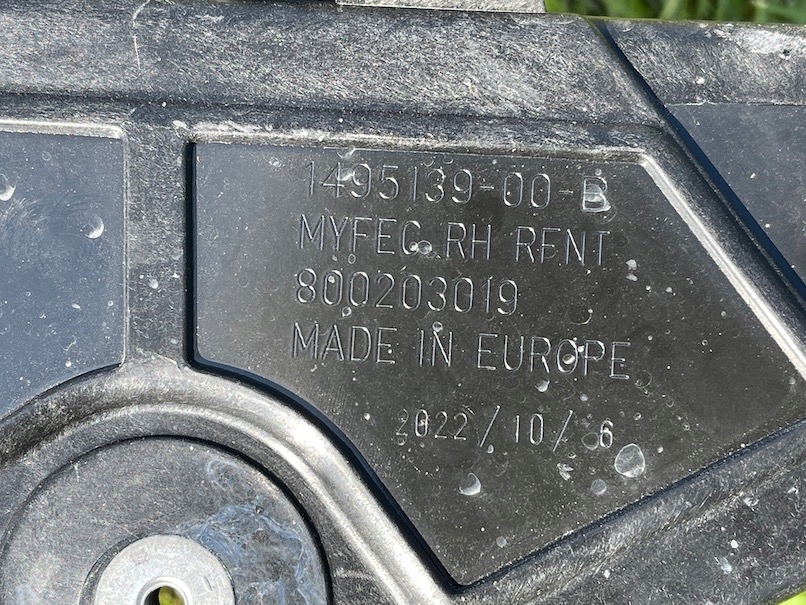 1495139-00-B
MYFEC RH RENT
800203019
MADE IN EUROPE
2022/10/ 6